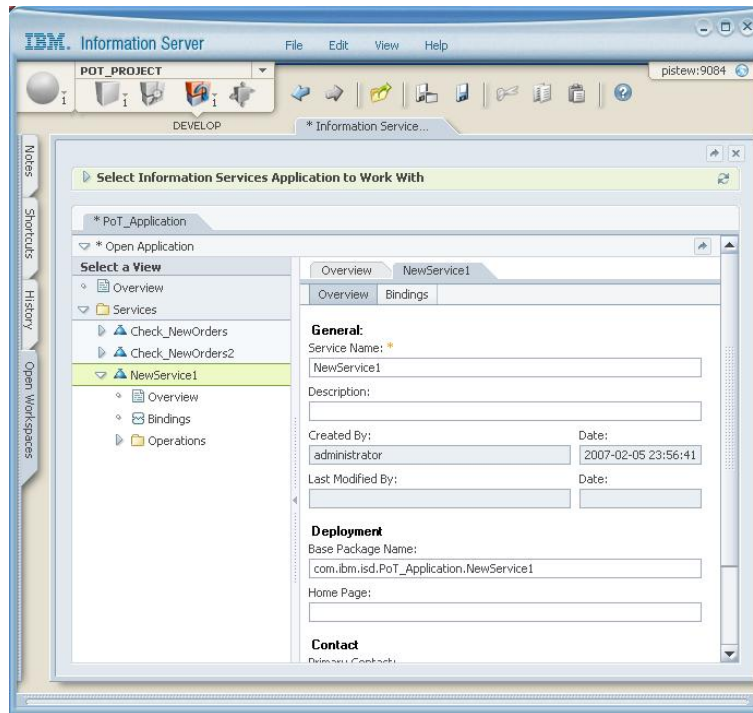 IBM. Information Server
File Edit View Help
POT_PROJECT
pistew:9084
DEVELOP
* Information Service...
Notes
Shortcuts
History
Open Workspaces
Select Information Services Application to Work With
* PoT_Application
* Open Application
Select a View
Overview
Services
Check_NewOrders
Check_NewOrders2
NewService1
Overview
Bindings
Operations
Overview NewService1
Overview Bindings
General:
Service Name: *
NewService1
Description:
Created By: Date:
administrator 2007-02-05 23:56:41
Last Modified By: Date:
Deployment
Base Package Name:
com.ibm.isd.PoT_Application.NewService1
Home Page:
Contact
Primary Contact: